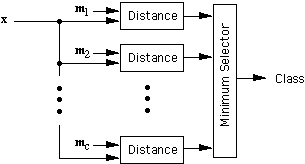 m1
Distance
x
m2
Distance
Minimum Selector
Class
mc
Distance